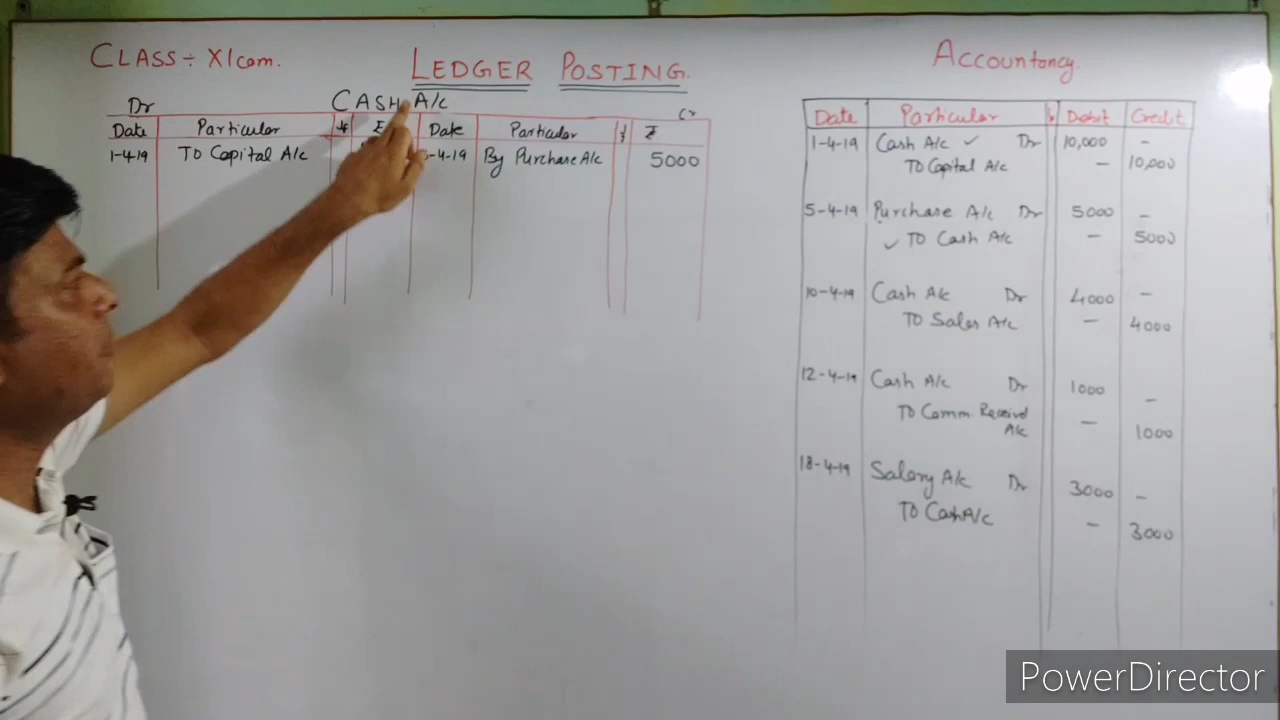 CLASS ÷ XI com.
LEDGER POSTING.
Accountancy.
Dr CASH A/c Cr
Date Particular Date Particular ₹
1-4-19 To Capital A/c -4-19 By Purchase A/c 5000
Date Particular Debit Credit
1-4-19 Cash A/c ✓ Dr 10,000 -
To Capital A/c - 10,000
5-4-19 Purchase A/c Dr 5000 -
✓ To Cash A/c - 5000
10-4-19 Cash A/c Dr 4000 -
To Sales A/c - 4000
12-4-19 Cash A/c Dr 1000 -
To Comm. Received - 
A/c 1000
18-4-19 Salary A/c Dr 3000 -
To Cash A/c - 3000
PowerDirector